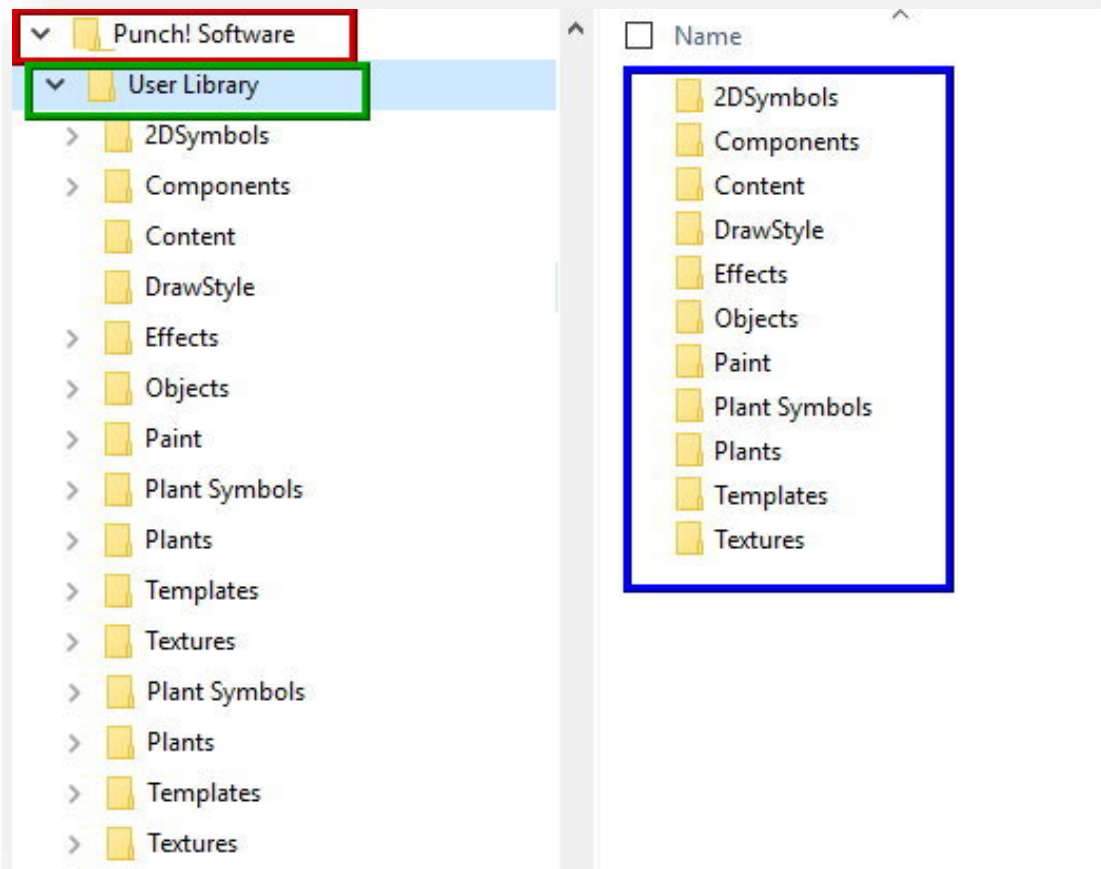 Punch! Software
User Library
2DSymbols
Components
Content
DrawStyle
Effects
Objects
Paint
Plant Symbols
Plants
Templates
Textures
Plant Symbols
Plants
Templates
Textures
Name
2DSymbols
Components
Content
DrawStyle
Effects
Objects
Paint
Plant Symbols
Plants
Templates
Textures